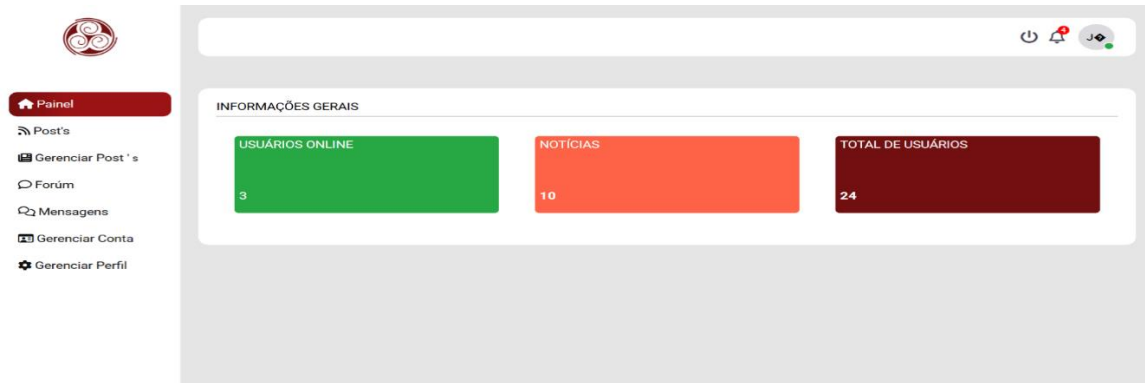 4
J�
Painel
Post's
Gerenciar Post ' s
Forúm
Mensagens
Gerenciar Conta
Gerenciar Perfil
INFORMAÇÕES GERAIS
USUÁRIOS ONLINE
3
NOTÍCIAS
10
TOTAL DE USUÁRIOS
24